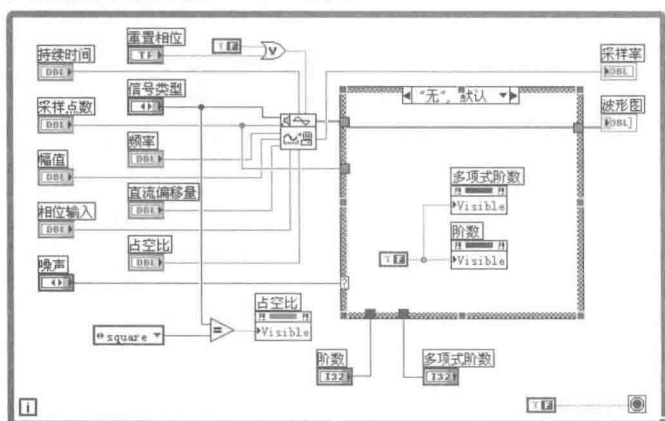 重置相位
持续时间
DBL
TF
T F
V
采样率
DBL
信号类型
"无", 默认
采样点数
DBL
波形图
[DBL]
频率
DBL
幅值
DBL
多项式阶数
Visible
直流偏移量
DBL
相位输入
DBL
阶数
Visible
T F
占空比
DBL
噪声
?
占空比
Visible
square
=
阶数
I32
多项式阶数
I32
i
T F